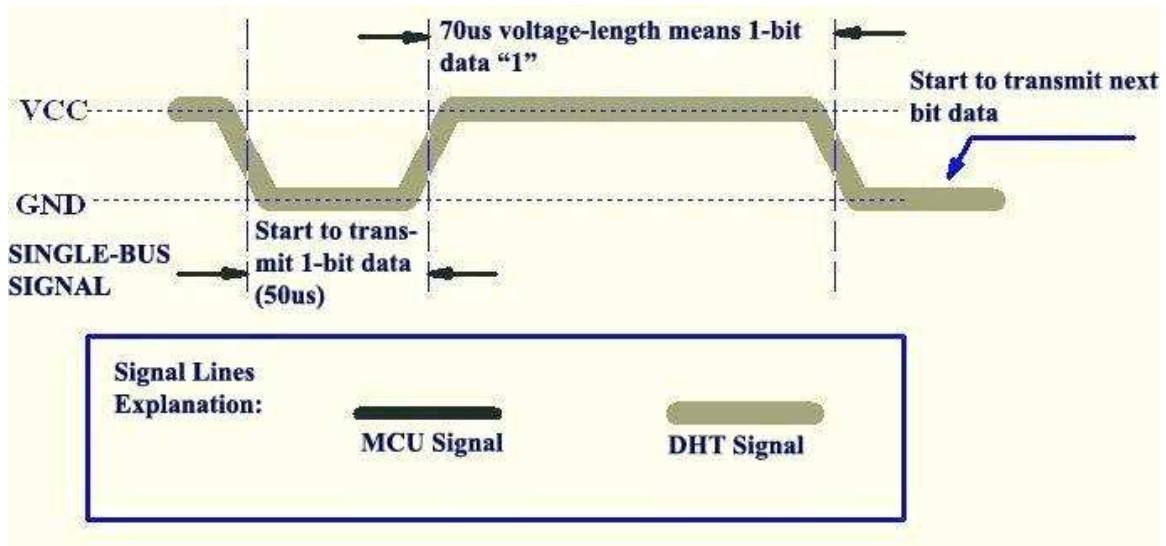 70us voltage-length means 1-bit
data “1”
Start to transmit next
bit data
VCC
GND
SINGLE-BUS
SIGNAL
Start to trans-
mit 1-bit data
(50us)
Signal Lines
Explanation:
MCU Signal
DHT Signal